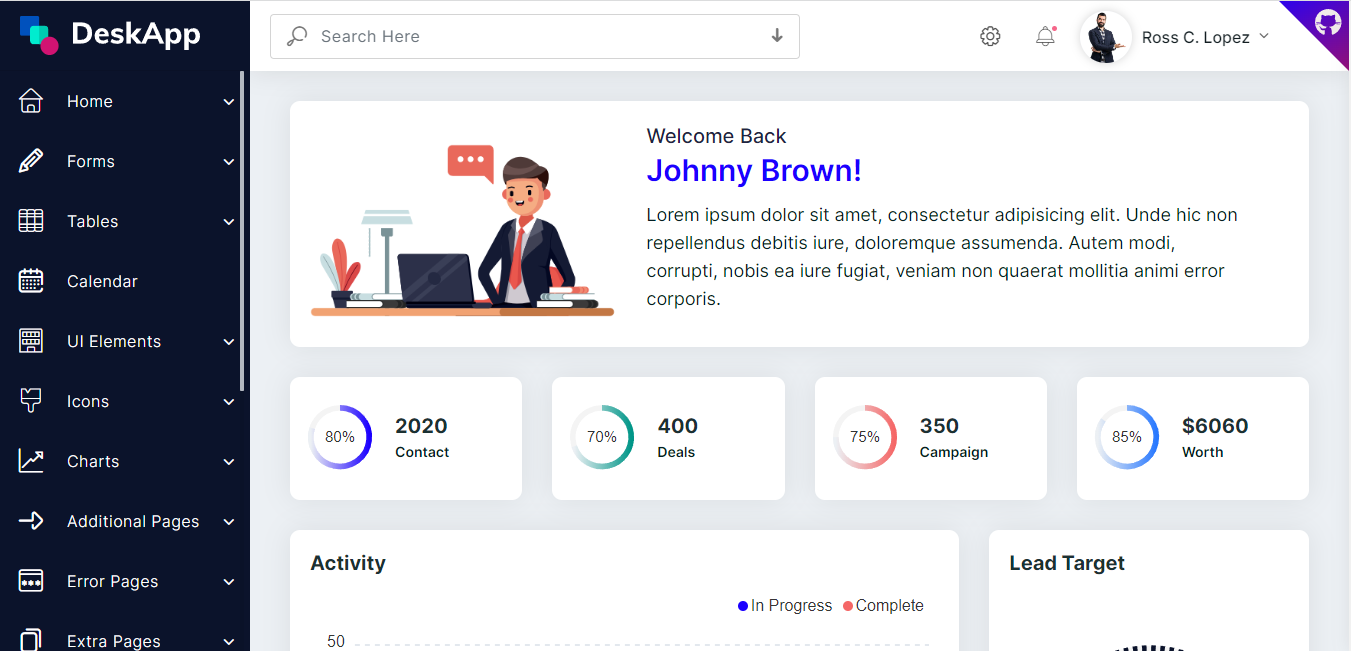 DeskApp
Search Here
Ross C. Lopez
Home
Forms
Tables
Calendar
UI Elements
Icons
Charts
Additional Pages
Error Pages
Extra Pages
Welcome Back
Johnny Brown!
Lorem ipsum dolor sit amet, consectetur adipisicing elit. Unde hic non
repellendus debitis iure, doloremque assumenda. Autem modi,
corrupti, nobis ea iure fugiat, veniam non quaerat mollitia animi error
corporis.
80%
2020
Contact
70%
400
Deals
75%
350
Campaign
85%
$6060
Worth
Activity
In Progress
Complete
50
Lead Target